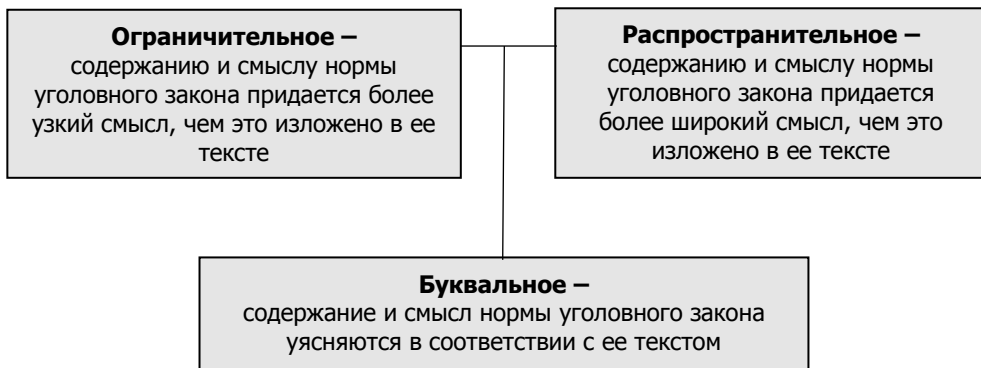 Ограничительное –
содержанию и смыслу нормы
уголовного закона придается более
узкий смысл, чем это изложено в ее
тексте
Распространительное –
содержанию и смыслу нормы
уголовного закона придается
более широкий смысл, чем это
изложено в ее тексте
Буквальное –
содержание и смысл нормы уголовного закона
уясняются в соответствии с ее текстом